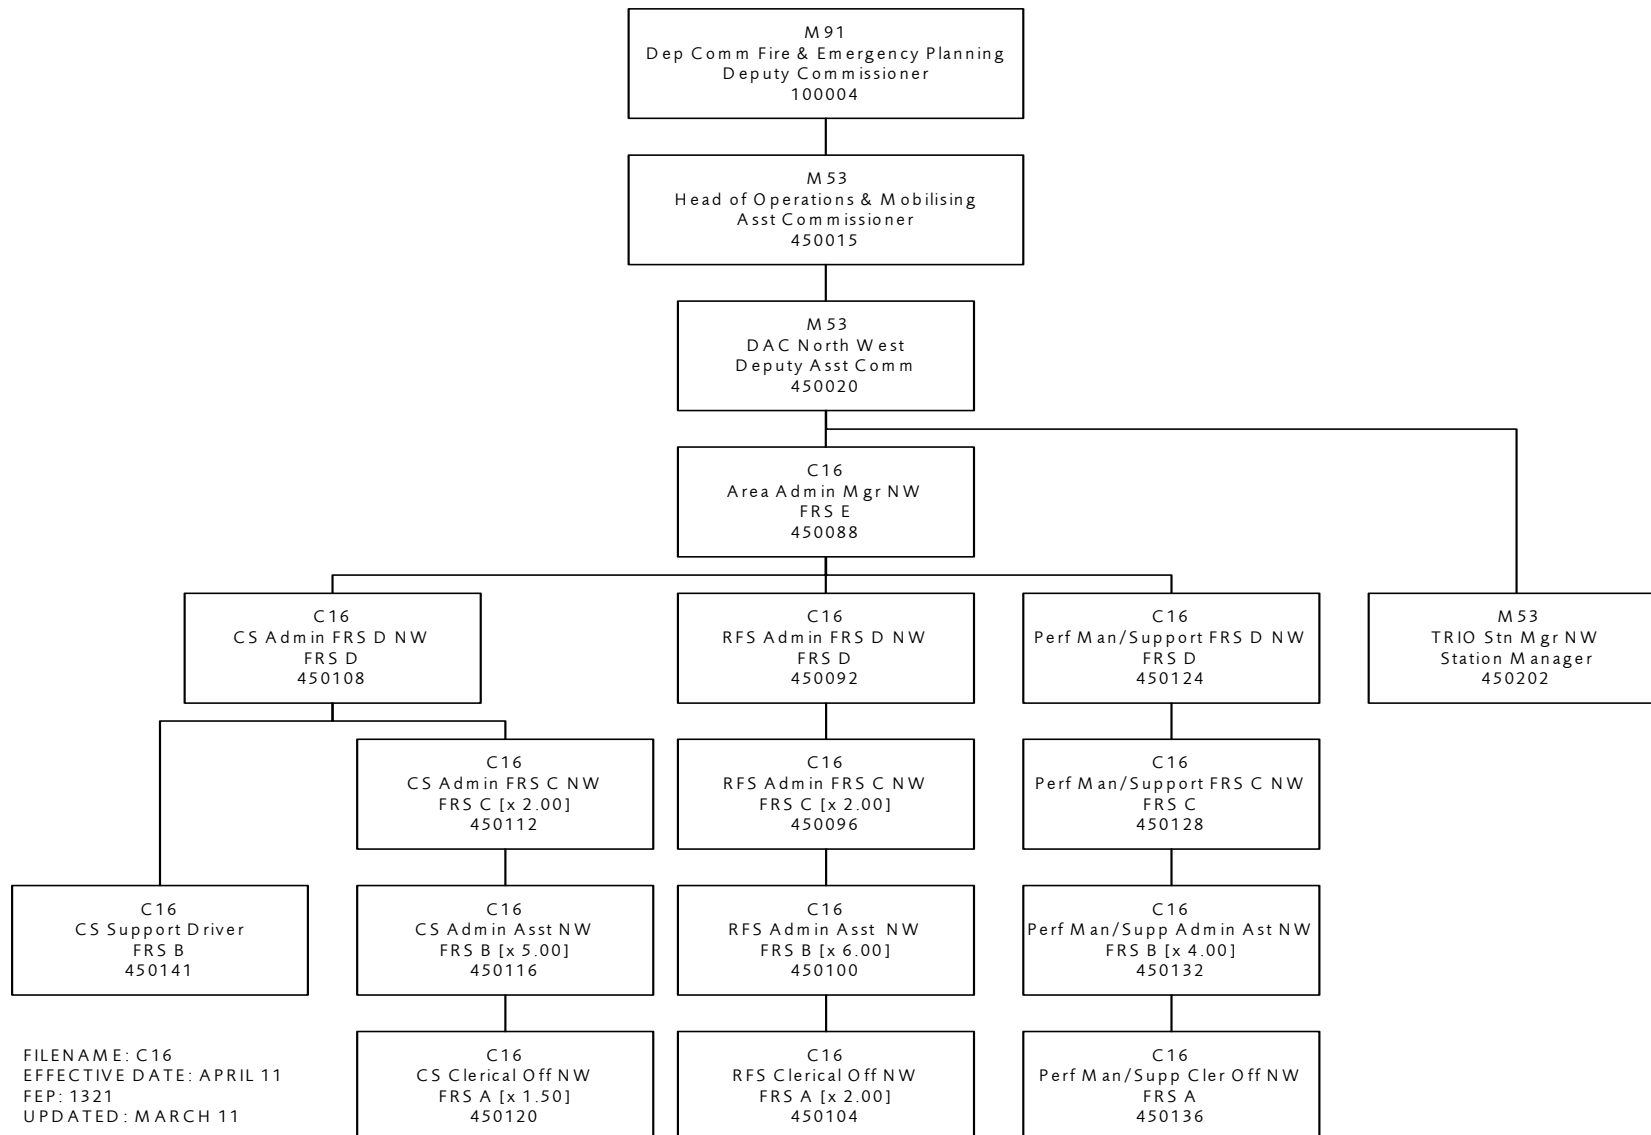 M91
Dep Comm Fire & Emergency Planning
Deputy Commissioner
100004
M53
Head of Operations & Mobilising
Asst Commissioner
450015
M53
DAC North West
Deputy Asst Comm
450020
C16
Area Admin Mgr NW
FRS E
450088
C16
CS Admin FRS D NW
FRS D
450108
C16
RFS Admin FRS D NW
FRS D
450092
C16
Perf Man/Support FRS D NW
FRS D
450124
M53
TRIO Stn Mgr NW
Station Manager
450202
C16
CS Admin FRS C NW
FRS C [x 2.00]
450112
C16
RFS Admin FRS C NW
FRS C [x 2.00]
450096
C16
Perf Man/Support FRS C NW
FRS C
450128
C16
CS Support Driver
FRS B
450141
C16
CS Admin Asst NW
FRS B [x 5.00]
450116
C16
RFS Admin Asst NW
FRS B [x 6.00]
450100
C16
Perf Man/Supp Admin Ast NW
FRS B [x 4.00]
450132
C16
CS Clerical Off NW
FRS A [x 1.50]
450120
C16
RFS Clerical Off NW
FRS A [x 2.00]
450104
C16
Perf Man/Supp Cler Off NW
FRS A
450136
FILENAME: C16
EFFECTIVE DATE: APRIL 11
FEP: 1321
UPDATED: MARCH 11